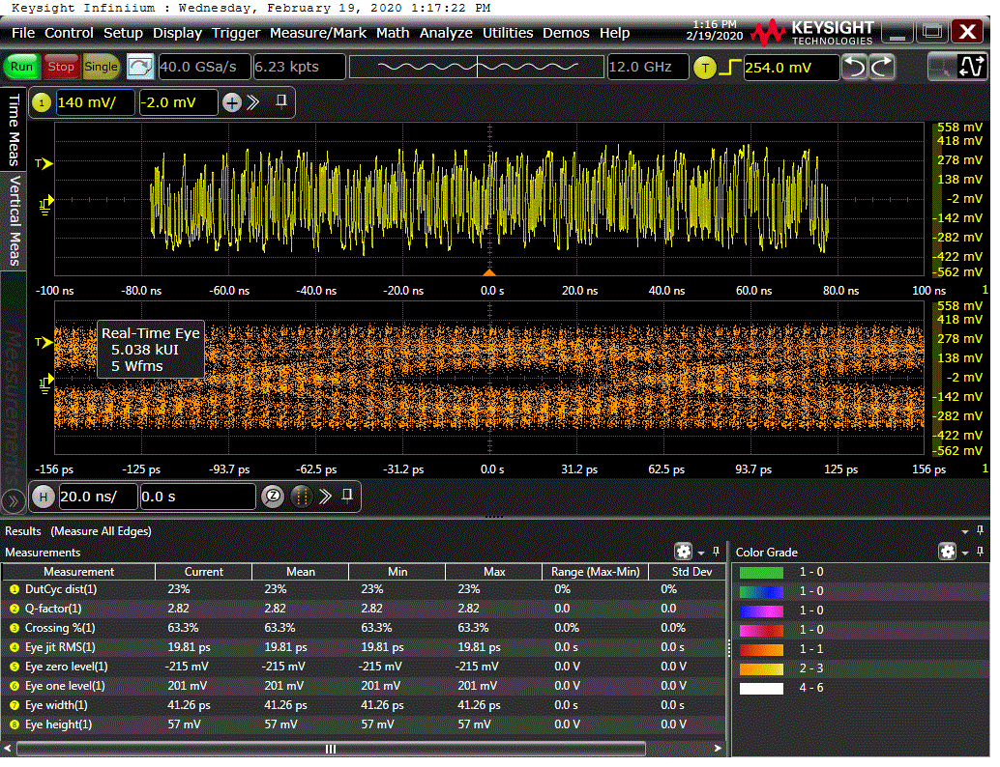 Keysight Infiniium : Wednesday, February 19, 2020 1:17:22 PM
File Control Setup Display Trigger Measure/Mark Math Analyze Utilities Demos Help
1:16 PM
2/19/2020
KEYSIGHT
TECHNOLOGIES
Run Stop Single 40.0 GSa/s 6.23 kpts 12.0 GHz T 254.0 mV
1 140 mV/ -2.0 mV
Time Meas
Vertical Meas
Measurements
T
558 mV
418 mV
278 mV
138 mV
-2 mV
-142 mV
-282 mV
-422 mV
-562 mV
-100 ns -80.0 ns -60.0 ns -40.0 ns -20.0 ns 0.0 s 20.0 ns 40.0 ns 60.0 ns 80.0 ns 100 ns 1
Real-Time Eye
5.038 kUI
5 Wfms
T
558 mV
418 mV
278 mV
138 mV
-2 mV
-142 mV
-282 mV
-422 mV
-562 mV
-156 ps -125 ps -93.7 ps -62.5 ps -31.2 ps 0.0 s 31.2 ps 62.5 ps 93.7 ps 125 ps 156 ps 1
H 20.0 ns/ 0.0 s
Results (Measure All Edges)
Measurements
Measurement Current Mean Min Max Range (Max-Min) Std Dev
1 DutCyc dist(1) 23% 23% 23% 23% 0% 0%
2 Q-factor(1) 2.82 2.82 2.82 2.82 0.0 0.0
3 Crossing %(1) 63.3% 63.3% 63.3% 63.3% 0.0% 0.0%
4 Eye jit RMS(1) 19.81 ps 19.81 ps 19.81 ps 19.81 ps 0.0 s 0.0 s
5 Eye zero level(1) -215 mV -215 mV -215 mV -215 mV 0.0 V 0.0 V
6 Eye one level(1) 201 mV 201 mV 201 mV 201 mV 0.0 V 0.0 V
7 Eye width(1) 41.26 ps 41.26 ps 41.26 ps 41.26 ps 0.0 s 0.0 s
8 Eye height(1) 57 mV 57 mV 57 mV 57 mV 0.0 V 0.0 V
Color Grade
1 - 0
1 - 0
1 - 0
1 - 0
1 - 1
2 - 3
4 - 6